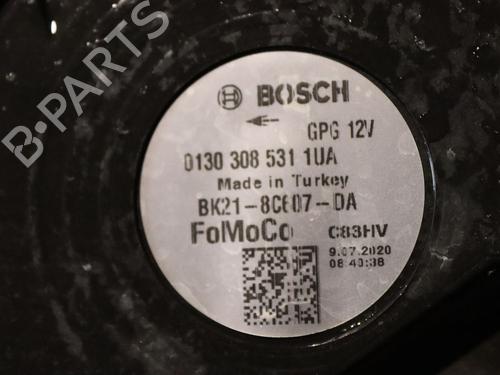 B-PARTS
BOSCH
GPG 12V
0130 308 531 1UA
Made in Turkey
BK21-8C607-DA
FoMoCo C83HV
9.07.2020
08:40:38